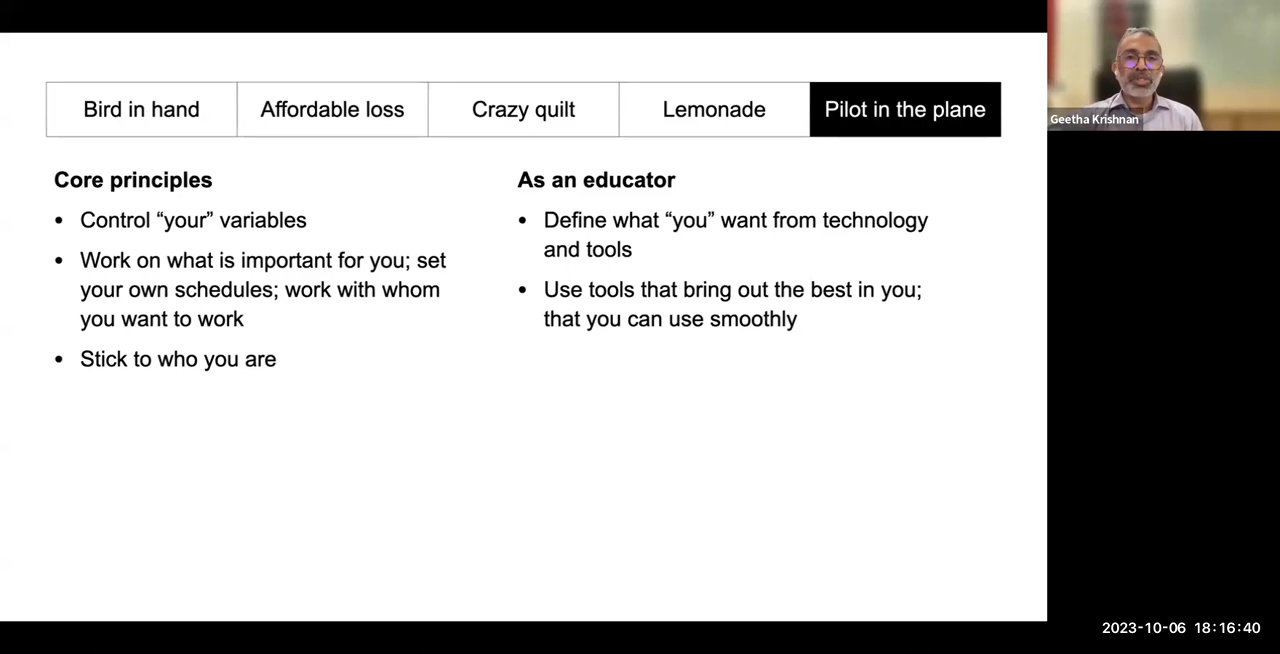 Bird in hand
Affordable loss
Crazy quilt
Lemonade
Pilot in the plane
Geetha Krishnan
Core principles
• Control “your” variables
• Work on what is important for you; set
your own schedules; work with whom
you want to work
• Stick to who you are
As an educator
• Define what “you” want from technology
and tools
• Use tools that bring out the best in you;
that you can use smoothly
2023-10-06 18:16:40